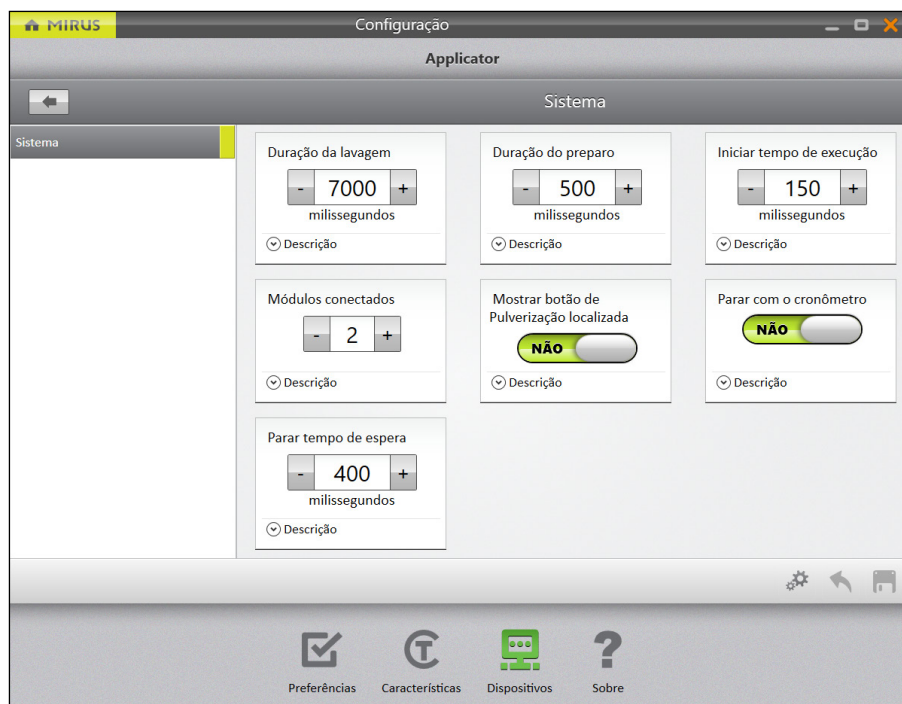 MIRUS
Configuração
Applicator
Sistema
Sistema
Duração da lavagem
- 7000 +
milissegundos
Descrição
Duração do preparo
- 500 +
milissegundos
Descrição
Iniciar tempo de execução
- 150 +
milissegundos
Descrição
Módulos conectados
- 2 +
Descrição
Mostrar botão de
Pulverização localizada
NÃO
Descrição
Parar com o cronômetro
NÃO
Descrição
Parar tempo de espera
- 400 +
milissegundos
Descrição
Preferências
Características
Dispositivos
Sobre